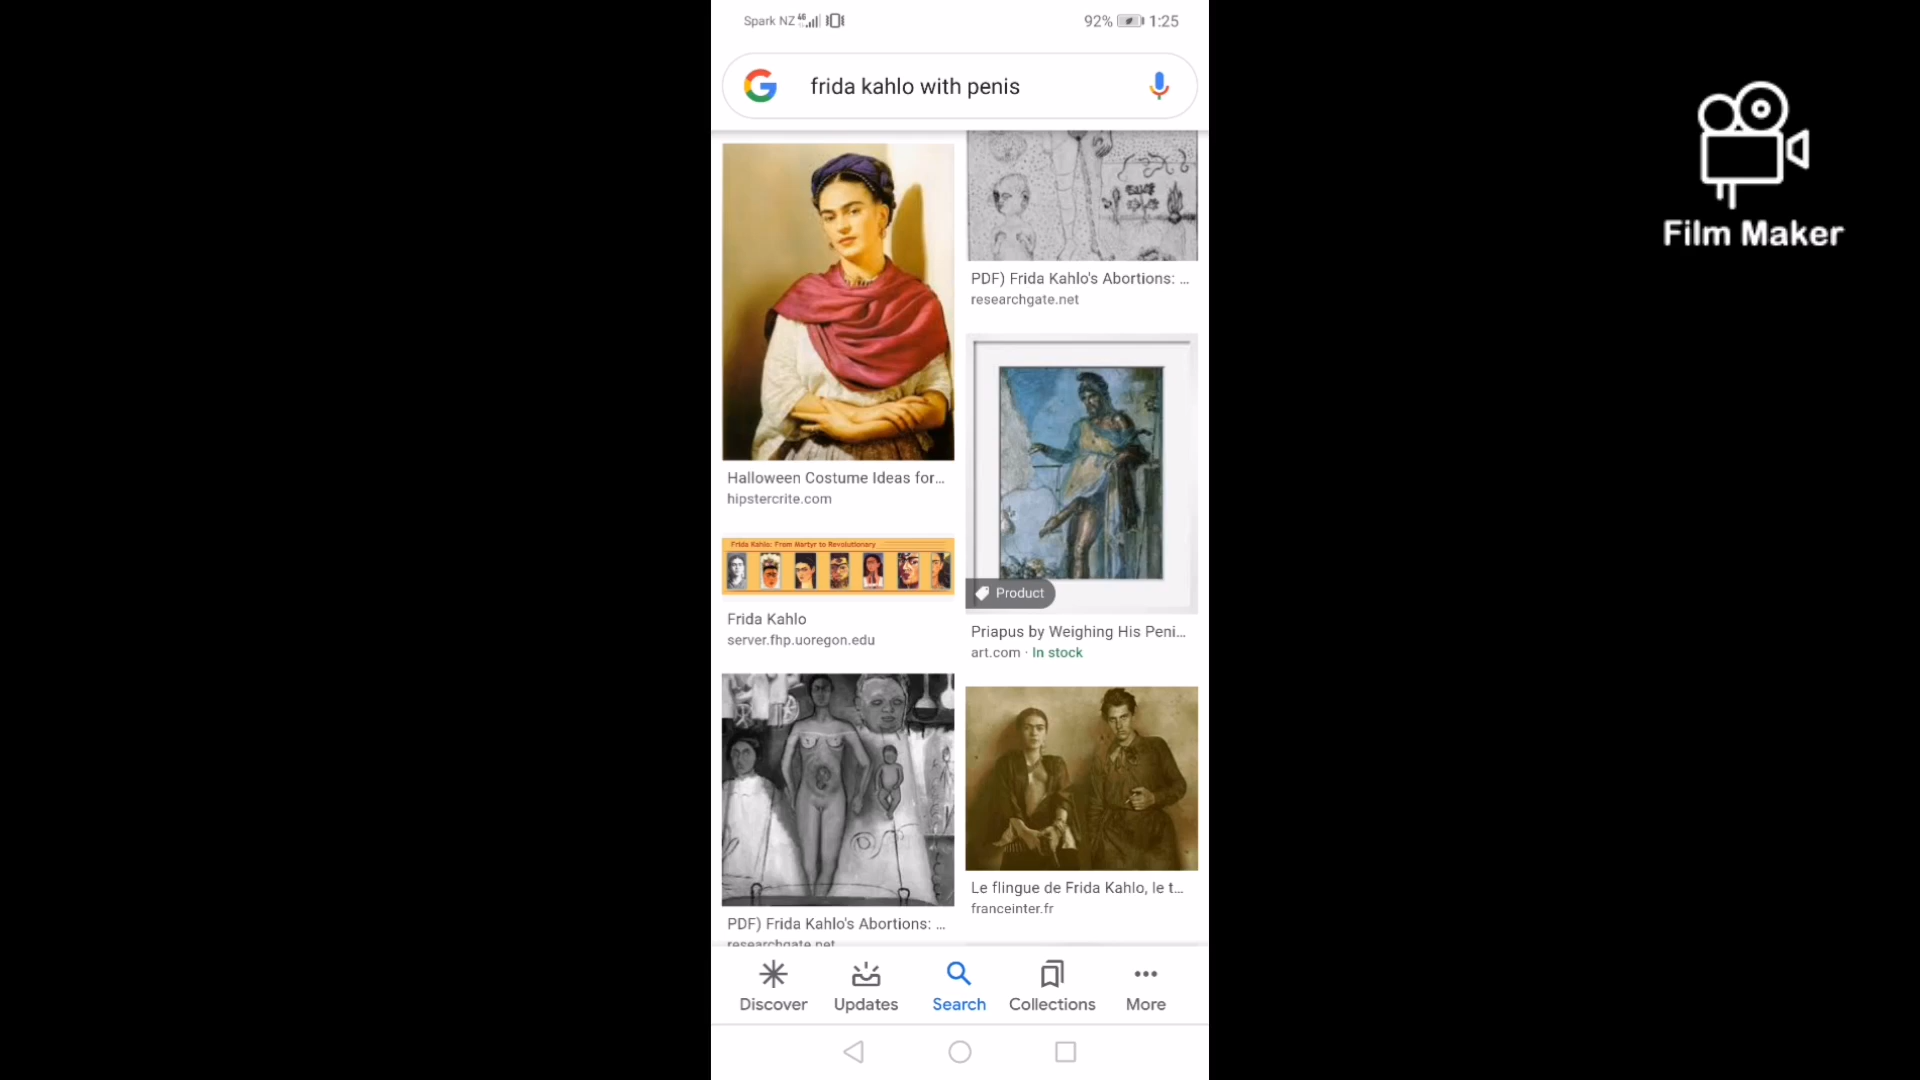 Spark NZ 4G 92% 1:25
frida kahlo with penis
Film Maker
PDF) Frida Kahlo's Abortions: ...
researchgate.net
Halloween Costume Ideas for...
hipstercrite.com
Frida Kahlo: From Martyr to Revolutionary
Product
Frida Kahlo
server.fhp.uoregon.edu
Priapus by Weighing His Peni...
art.com · In stock
Le flingue de Frida Kahlo, le t...
franceinter.fr
PDF) Frida Kahlo's Abortions: ...
researchgate.net
Discover Updates Search Collections More